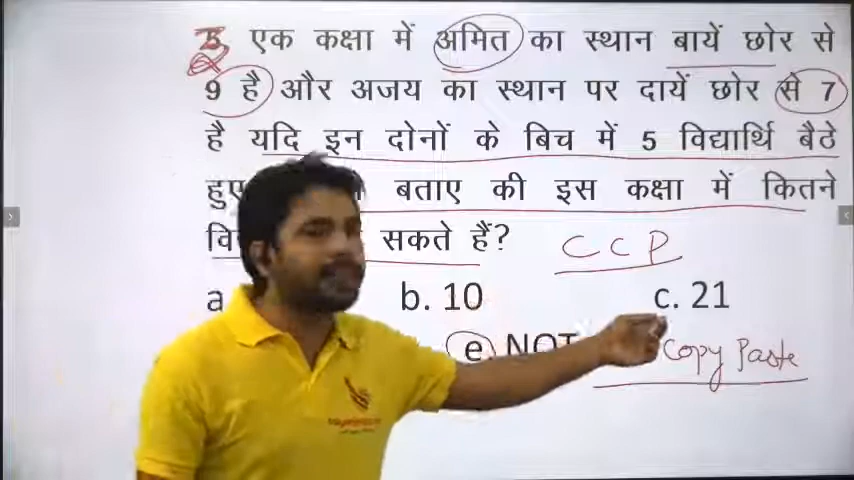 एक कक्षा में अमित का स्थान बायें छोर से
9 है और अजय का स्थान पर दायें छोर से 7
है यदि इन दोनों के बिच में 5 विद्यार्थि बैठे
हुए बताए की इस कक्षा में कितने
सकते हैं?
CCP
a b. 10 c. 21
e. NOT
Copy Paste